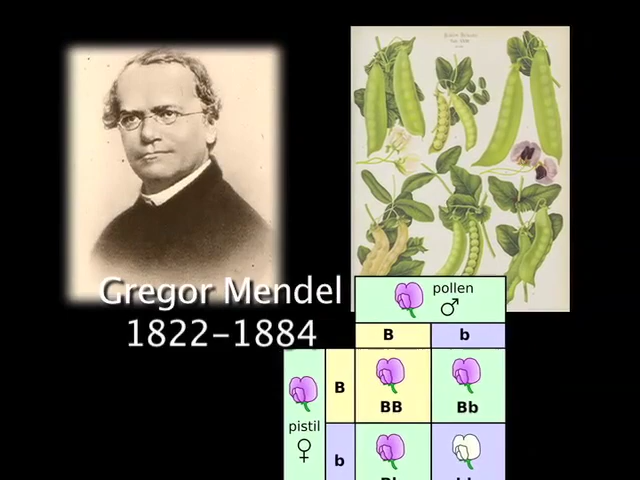 Gregor Mendel
1822-1884
pollen
♂
B b
B
BB Bb
pistil
♀
b